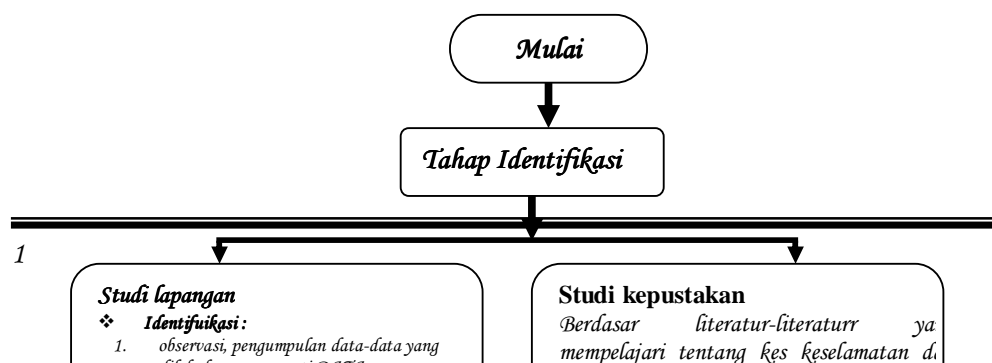 Mulai
Tahap Identifikasi
1
Studi lapangan
❖ Identifuikasi :
1. observasi, pengumpulan data-data yang
Studi kepustakan
Berdasar literatur-literaturr
mempelajari tentang kes keselamatan